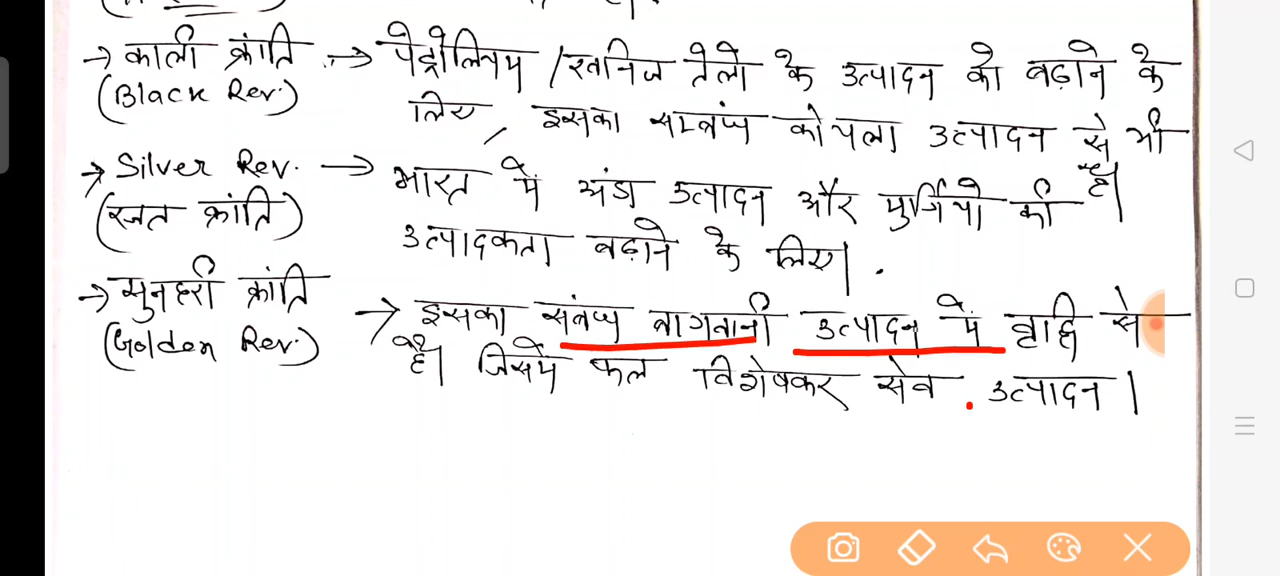 → काली क्रांति → पेट्रोलियम / खनिज तेलो के उत्पादन को बढ़ाने के
(Black Rev.) लिए, इसका सम्बंध कोयला उत्पादन से भी है।
→ Silver Rev. → भारत में अंडा उत्पादन और मुर्गियो की
(रजत क्रांति) उत्पादकता बढ़ाने के लिए।
→ सुनहरी क्रांति → इसका संबंध बागवानी उत्पादन में वृद्धि से
(Golden Rev.) है। जिसमें फल विशेषकर सेव उत्पादन।